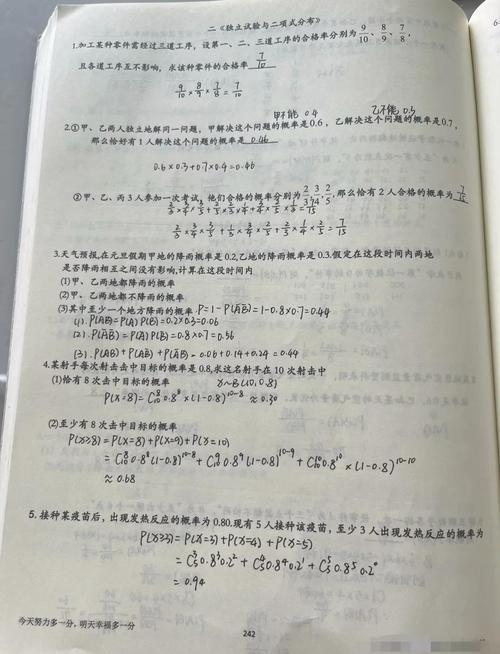 二《独立试验与二项式分布》
1.加工某种零件需经过三道工序，设第一、二、三道工序的合格率分别为9/10、8/9、7/8，
且各道工序互不影响，求该种零件的合格率 7/10
9/10×8/9×7/8=7/10
甲不能0.4 乙不能0.3
2.①甲、乙两人独立地解同一问题，甲解决这个问题的概率是0.6，乙解决这个问题的概率是0.7，
那么恰好有1人解决这个问题的概率是 0.46
0.6×0.3+0.7×0.4=0.46
②甲、乙、丙3人参加一次考试，他们合格的概率分别为2/3，3/4，2/5，那么恰有2人合格的概率为 7/15
2/3×3/4×3/5+2/5×3/4×1/3=7/15
2/3×3/4×3/5+1/3×3/4×2/5+2/3×1/4×2/5=7/15
3.天气预报,在元旦假期甲地的降雨概率是0.2,乙地的降雨概率是0.3.假定在这段时间内两地
是否降雨相互之间没有影响,计算在这段时间内
(1)甲、乙两地都降雨的概率
(2)甲、乙两地都不降雨的概率
(3)其中至少一个地方降雨的概率 P=1-P(A̅B̅)=1-0.8×0.7=0.44
(1).P(AB)=P(A)P(B)=0.2×0.3=0.06
(2).P(A̅B̅)=P(A̅)P(B̅)=0.8×0.7=0.56
(3).P(AB)+P(AB̅)+P(A̅B)=0.06+0.14+0.24=0.44
4.某射手每次射击击中目标的概率是0.8,求这名射手在10次射击中
(1)恰有8次击中目标的概率 X~B(10,0.8)
P(X=8)=C₁₀⁸0.8⁸×(1-0.8)¹⁰⁻⁸≈0.30
(2)至少有8次击中目标的概率
P(X≥8)=P(X=8)+P(X=9)+P(X=10)
=C₁₀⁸0.8⁸(1-0.8)¹⁰⁻⁸+C₁₀⁹0.8⁹(1-0.8)¹⁰⁻⁹+C₁₀¹⁰0.8¹⁰×(1-0.8)¹⁰⁻¹⁰
≈0.68
5.接种某疫苗后，出现发热反应的概率为0.80.现有5人接种该疫苗，至少3人出现发热反应的概率为
P(X≥3)=P(X=3)+P(X=4)+P(X=5)
=C₅³0.8³0.2²+C₅⁴0.8⁴0.2¹+C₅⁵0.8⁵0.2⁰
=0.94
今天努力多一分，明天幸福多一分
242